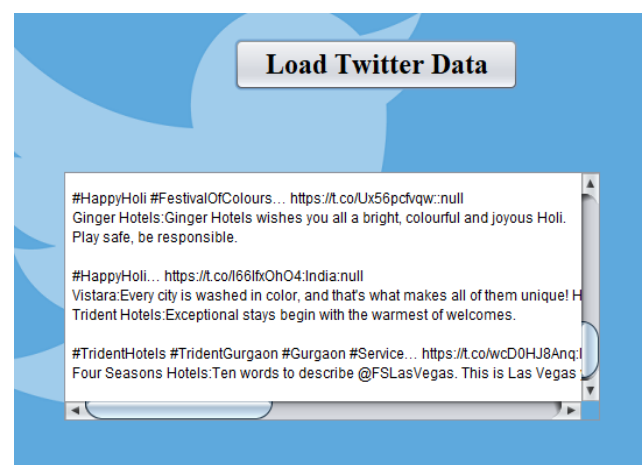 Load Twitter Data
#HappyHoli #FestivalOfColours... https://t.co/Ux56pcfvqw::null
Ginger Hotels:Ginger Hotels wishes you all a bright, colourful and joyous Holi.
Play safe, be responsible.
#HappyHoli... https://t.co/l66lfxOhO4:India:null
Vistara:Every city is washed in color, and that's what makes all of them unique! H
Trident Hotels:Exceptional stays begin with the warmest of welcomes.
#TridentHotels #TridentGurgaon #Gurgaon #Service... https://t.co/wcD0HJ8Anq:
Four Seasons Hotels:Ten words to describe @FSLasVegas. This is Las Vegas